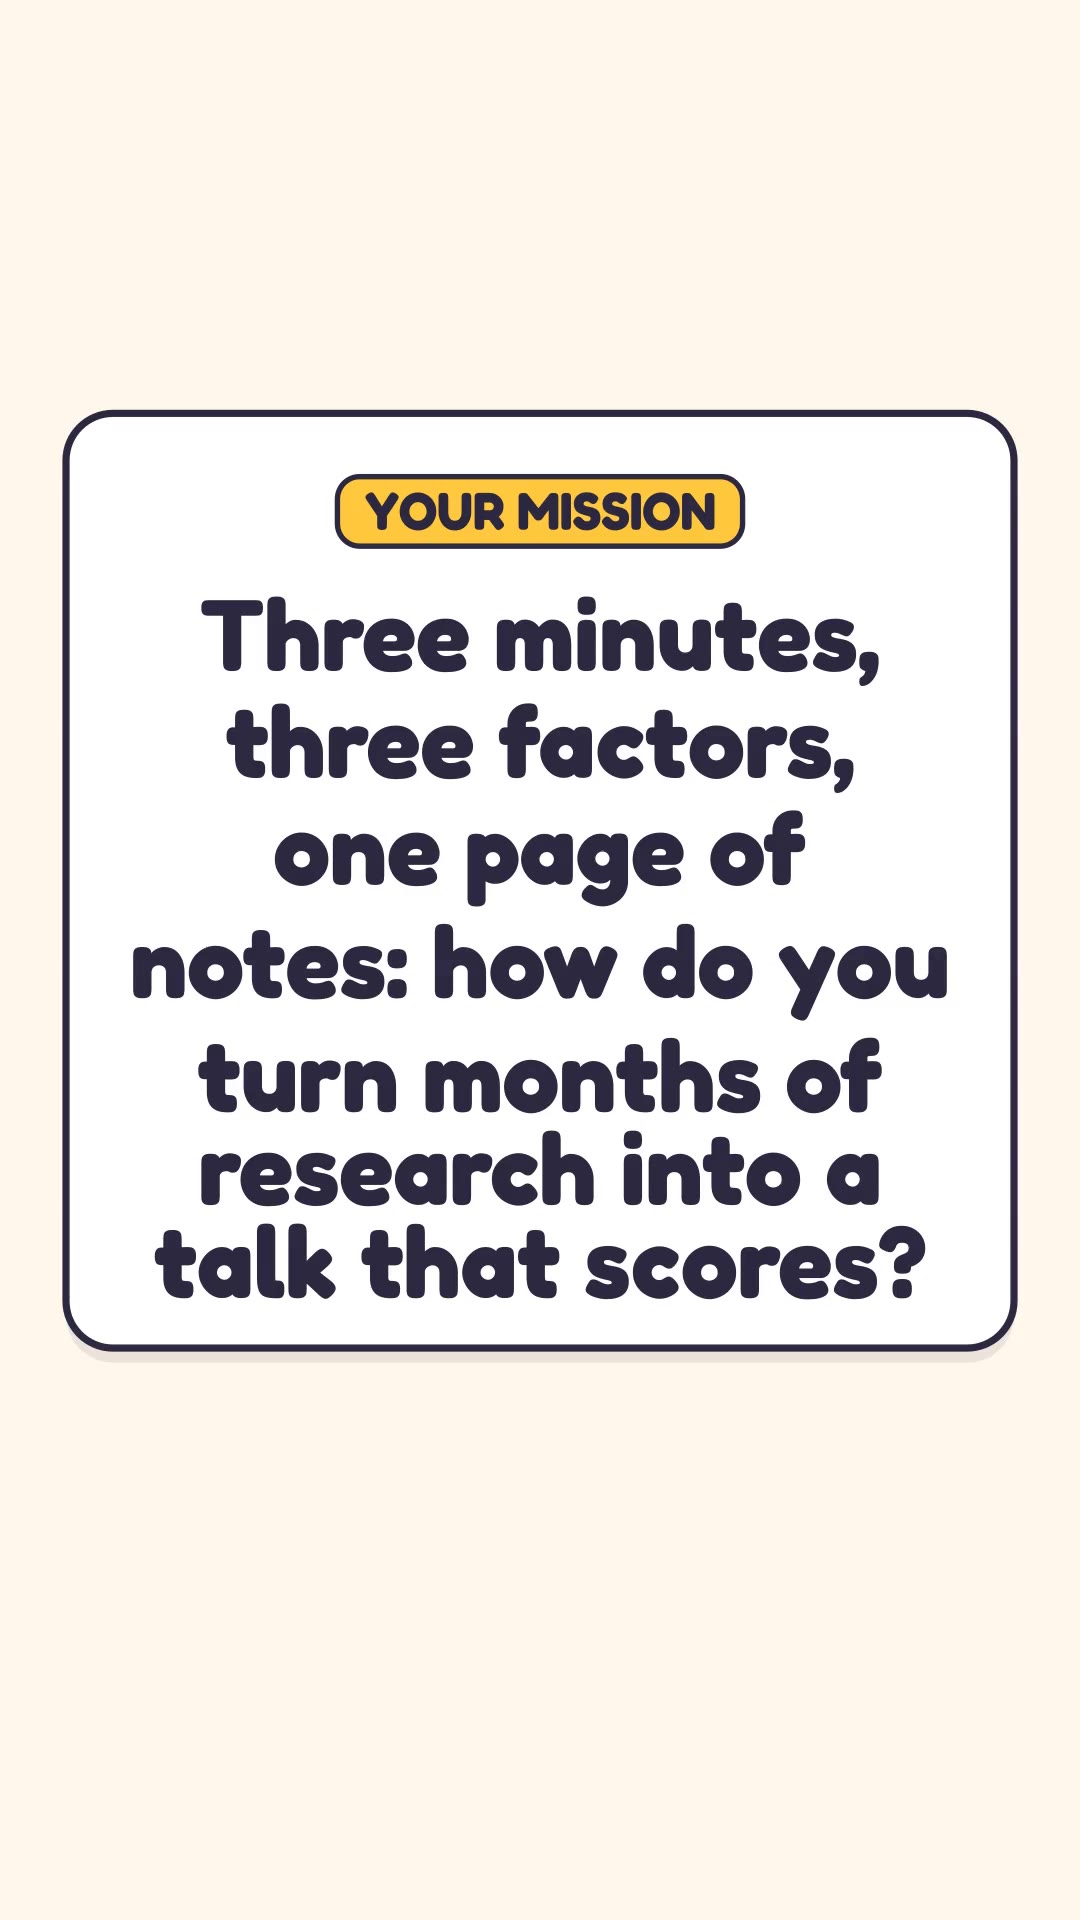 YOUR MISSION
Three minutes,
three factors,
one page of
notes: how do you
turn months of
research into a
talk that scores?